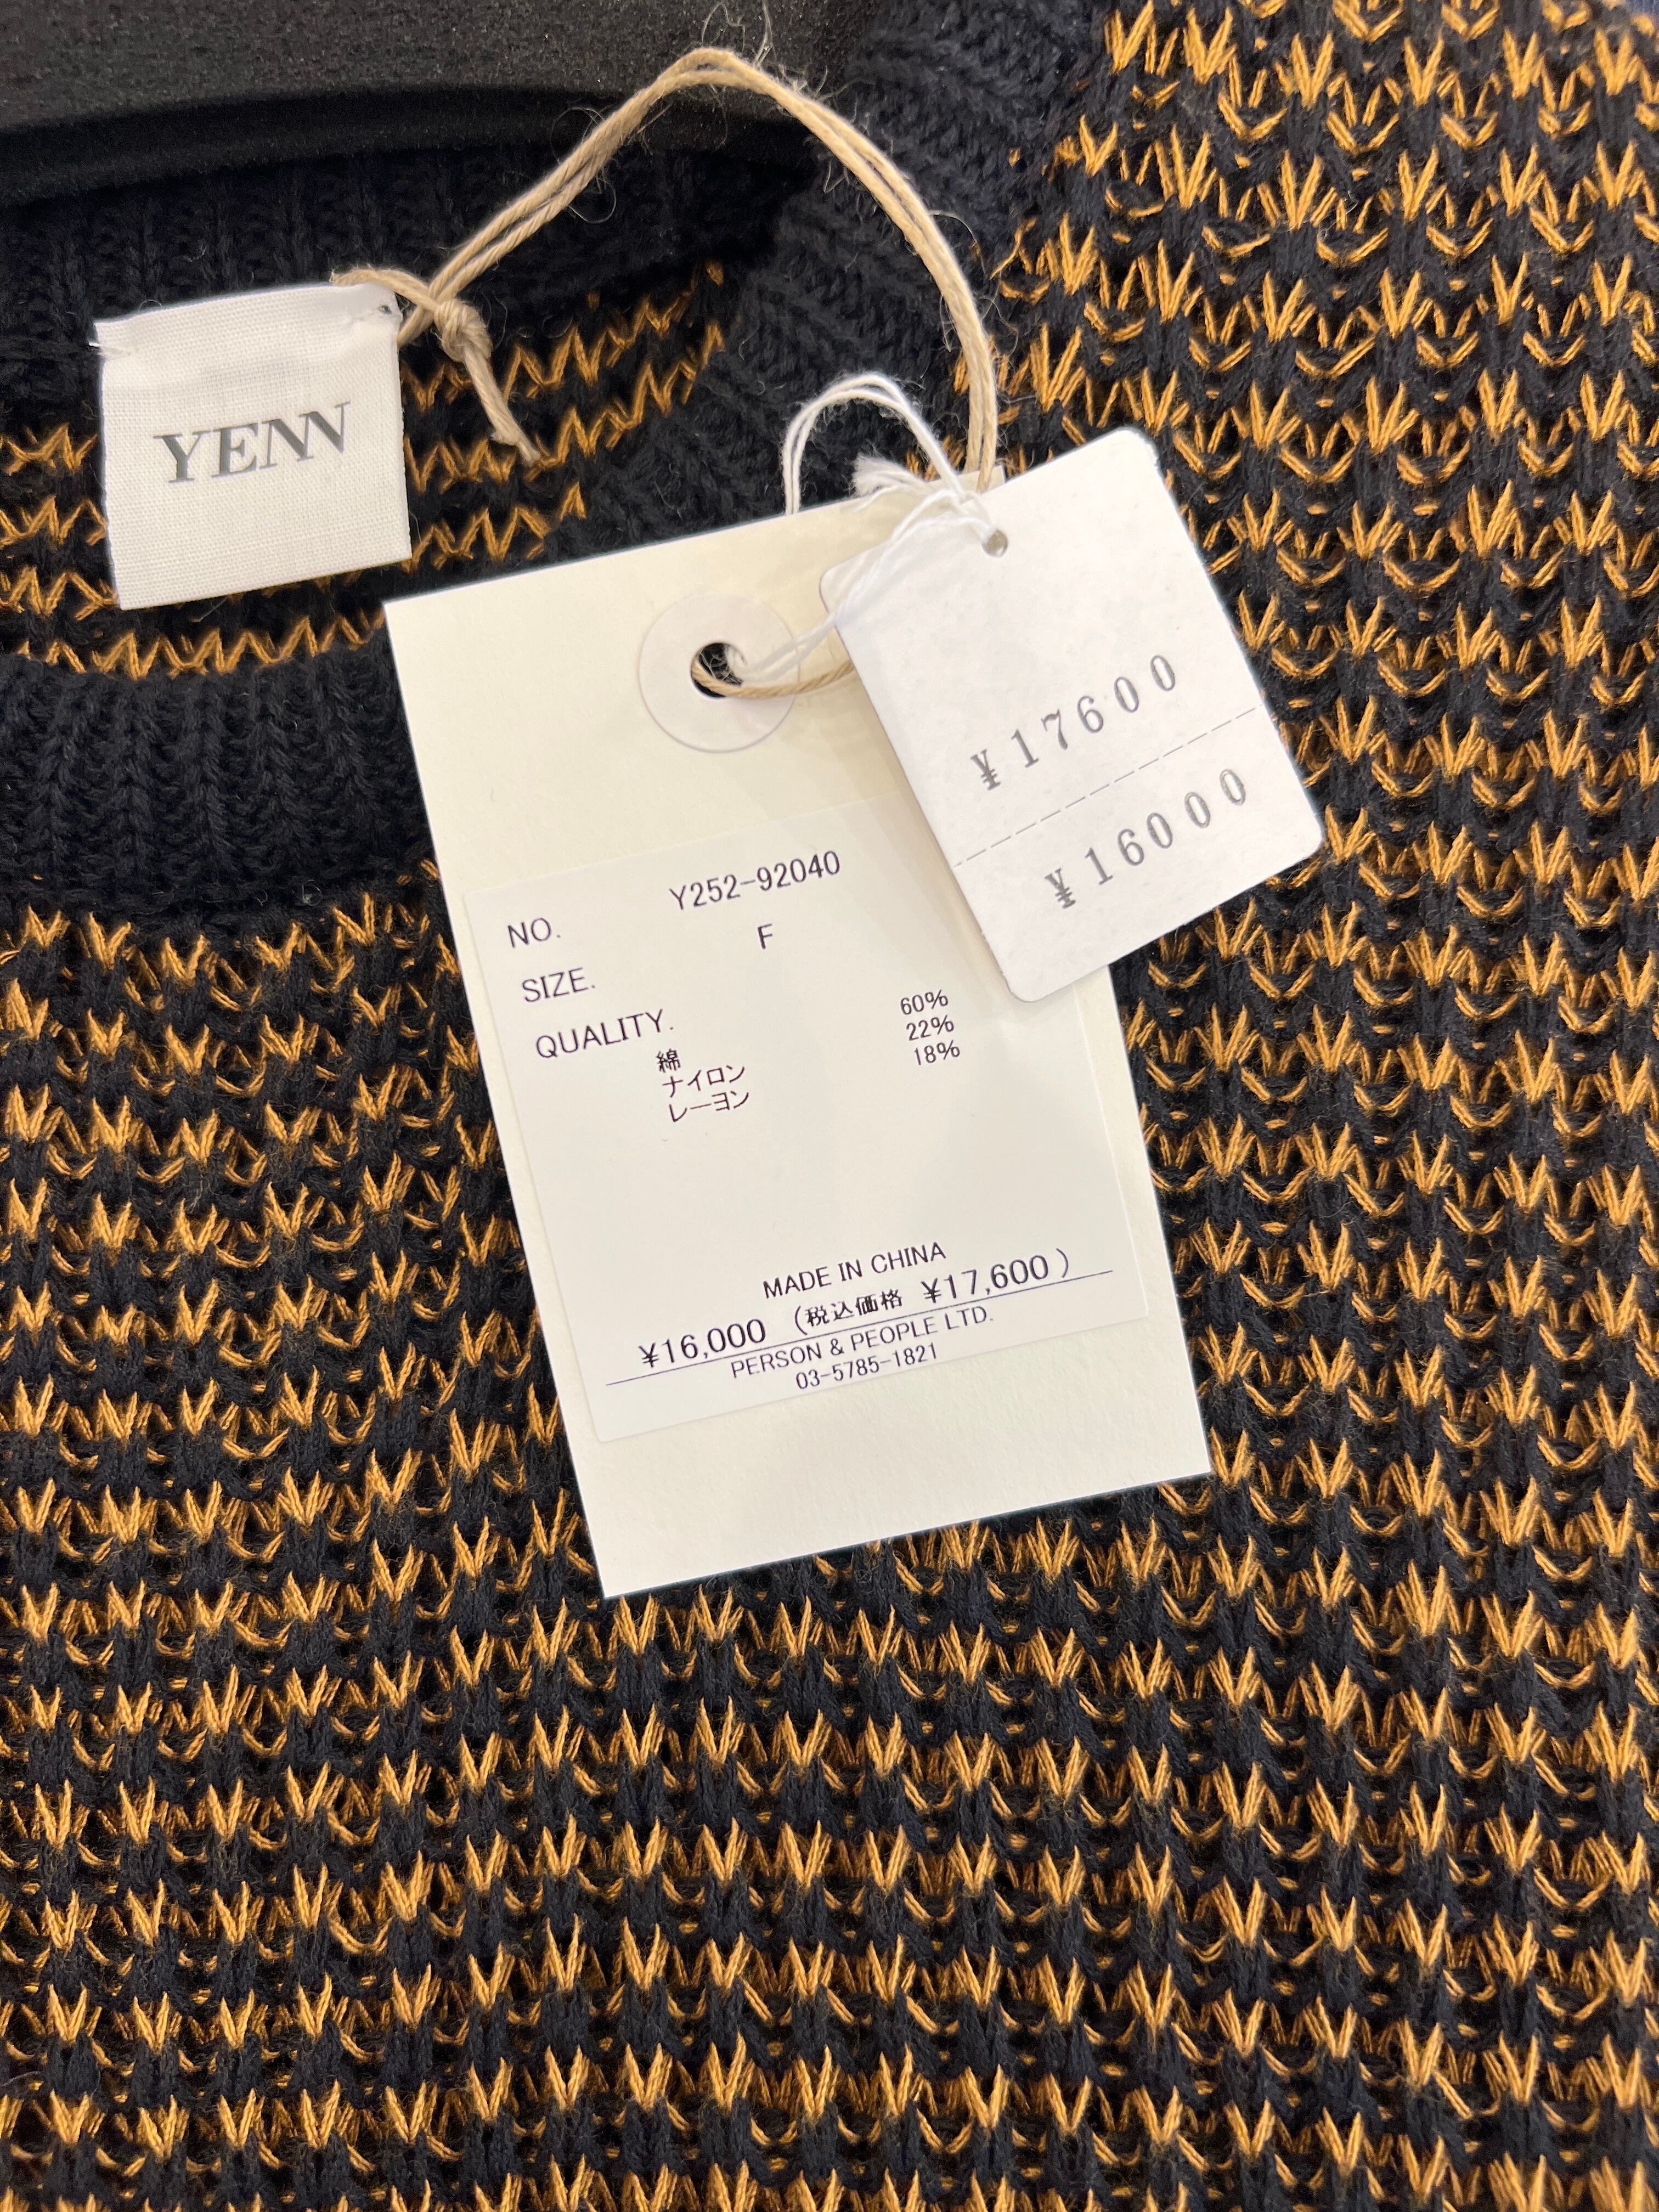 YENN
¥17600
¥16000
NO. Y252-92040
SIZE. F
QUALITY.
綿 60%
ナイロン 22%
レーヨン 18%
MADE IN CHINA
¥16,000 (税込価格 ¥17,600)
PERSON & PEOPLE LTD.
03-5785-1821